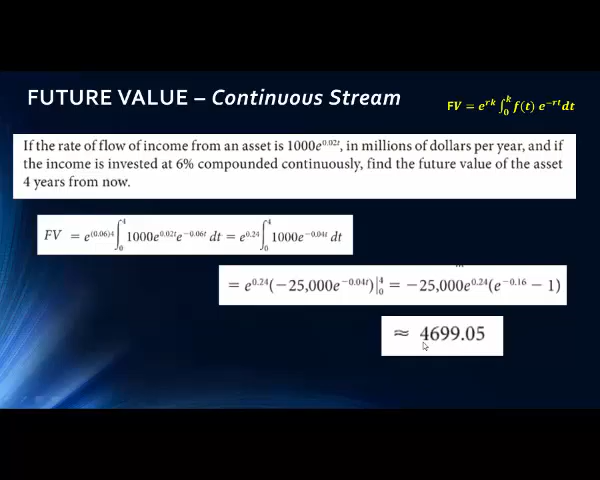 FUTURE VALUE – Continuous Stream
FV = e^{rk} ∫_0^k f(t) e^{-rt} dt
If the rate of flow of income from an asset is 1000e^{0.02t}, in millions of dollars per year, and if
the income is invested at 6% compounded continuously, find the future value of the asset
4 years from now.
FV = e^{(0.06)4} ∫_0^4 1000e^{0.02t}e^{-0.06t} dt = e^{0.24} ∫_0^4 1000e^{-0.04t} dt
= e^{0.24}(−25,000e^{−0.04t})|_0^4 = −25,000e^{0.24}(e^{−0.16} − 1)
≈ 4699.05